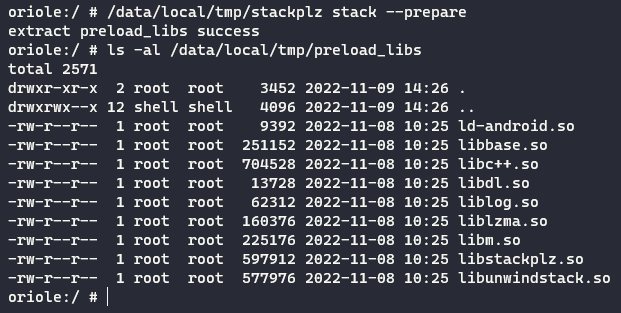 oriole:/ # /data/local/tmp/stackplz stack --prepare
extract preload_libs success
oriole:/ # ls -al /data/local/tmp/preload_libs
total 2571
drwxr-xr-x  2 root  root    3452 2022-11-09 14:26 .
drwxrwx--x 12 shell shell   4096 2022-11-09 14:26 ..
-rw-r--r--  1 root  root    9392 2022-11-08 10:25 ld-android.so
-rw-r--r--  1 root  root  251152 2022-11-08 10:25 libbase.so
-rw-r--r--  1 root  root  704528 2022-11-08 10:25 libc++.so
-rw-r--r--  1 root  root   13728 2022-11-08 10:25 libdl.so
-rw-r--r--  1 root  root   62312 2022-11-08 10:25 liblog.so
-rw-r--r--  1 root  root  160376 2022-11-08 10:25 liblzma.so
-rw-r--r--  1 root  root  225176 2022-11-08 10:25 libm.so
-rw-r--r--  1 root  root  597912 2022-11-08 10:25 libstackplz.so
-rw-r--r--  1 root  root  577976 2022-11-08 10:25 libunwindstack.so
oriole:/ #